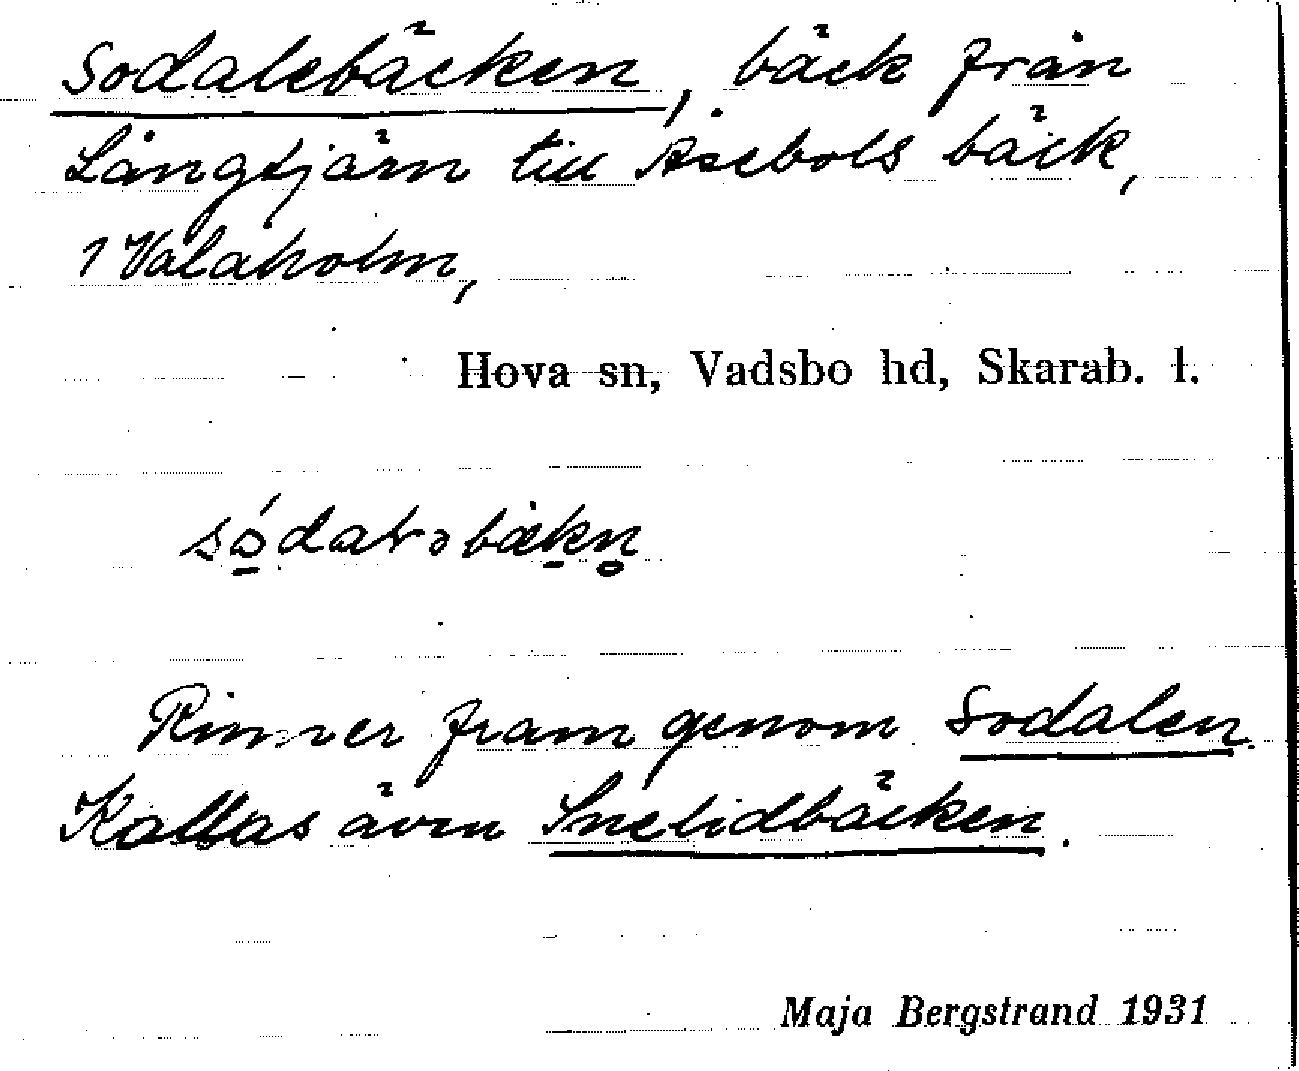 Sodalebäcken, bäck från
Långtjärn till Åsebols bäck,
1 Valaholm,
Hova sn, Vadsbo hd, Skarab. l.
Rinner fram genom Sodalen.
Kallas även Snelidbäcken.
Maja Bergstrand 1931